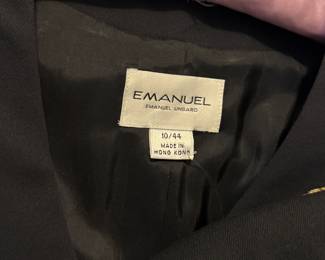 EMANUEL
EMANUEL UNGARO
10/44
MADE IN
HONG KONG